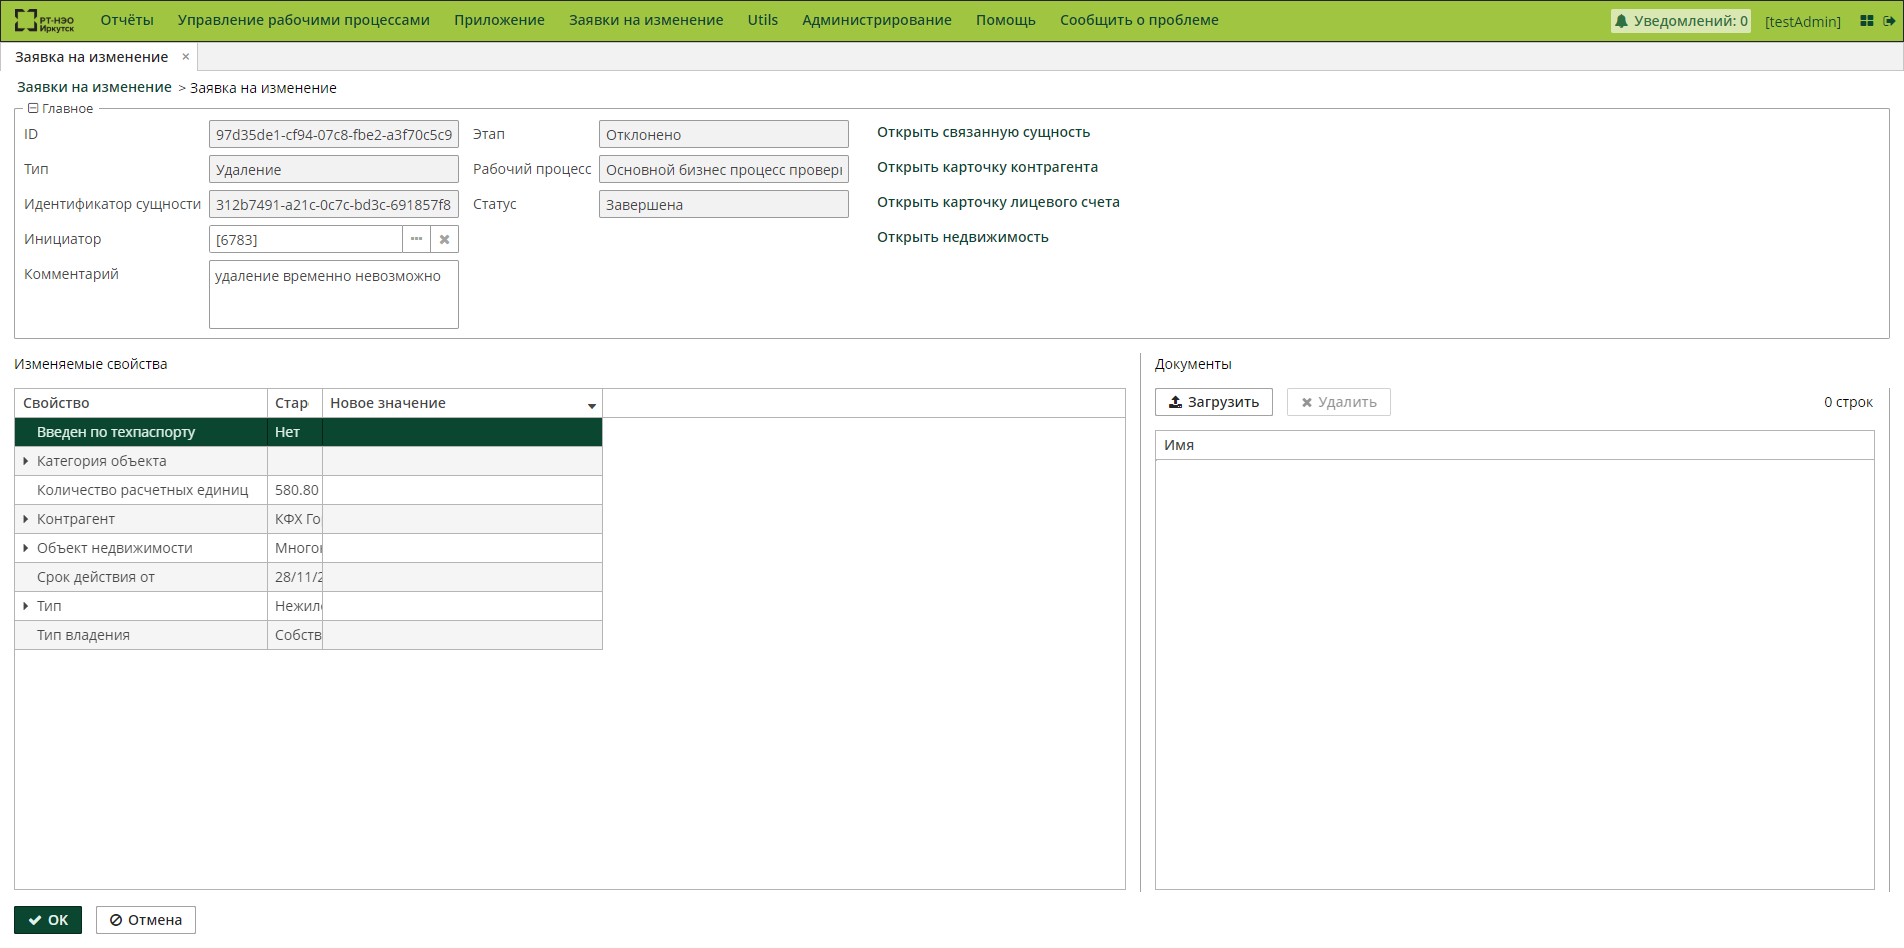 РТ-НЭО Иркутск Отчёты Управление рабочими процессами Приложение Заявки на изменение Utils Администрирование Помощь Сообщить о проблеме Уведомлений: 0 [testAdmin]
Заявка на изменение ×
Заявки на изменение > Заявка на изменение
Главное
ID 97d35de1-cf94-07c8-fbe2-a3f70c5c9 Этап Отклонено Открыть связанную сущность
Тип Удаление Рабочий процесс Основной бизнес процесс провер Открыть карточку контрагента
Идентификатор сущности 312b7491-a21c-0c7c-bd3c-691857f8 Статус Завершена Открыть карточку лицевого счета
Инициатор [6783] Открыть недвижимость
Комментарий удаление временно невозможно
Изменяемые свойства Документы
Загрузить Удалить 0 строк
Свойство Стар Новое значение
Введен по техпаспорту Нет
Имя
Категория объекта
Количество расчетных единиц 580.80
Контрагент КФХ Го
Объект недвижимости Много
Срок действия от 28/11/2
Тип Нежил
Тип владения Собств
OK Отмена